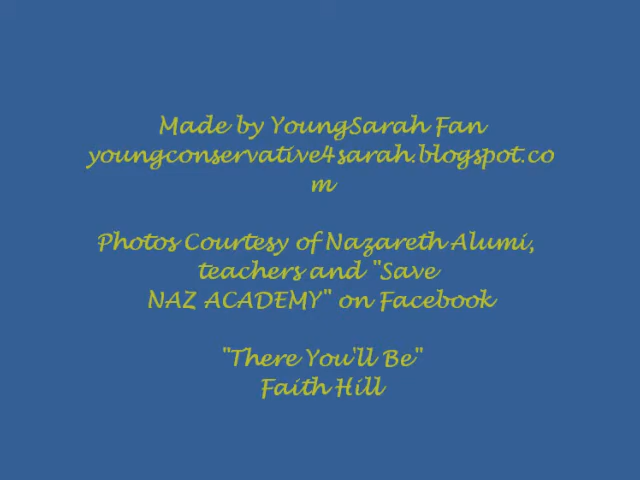 Made by YoungSarah Fan
youngconservative4sarah.blogspot.co
m
Photos Courtesy of Nazareth Alumi,
teachers and "Save
NAZ ACADEMY" on Facebook
"There You'll Be"
Faith Hill